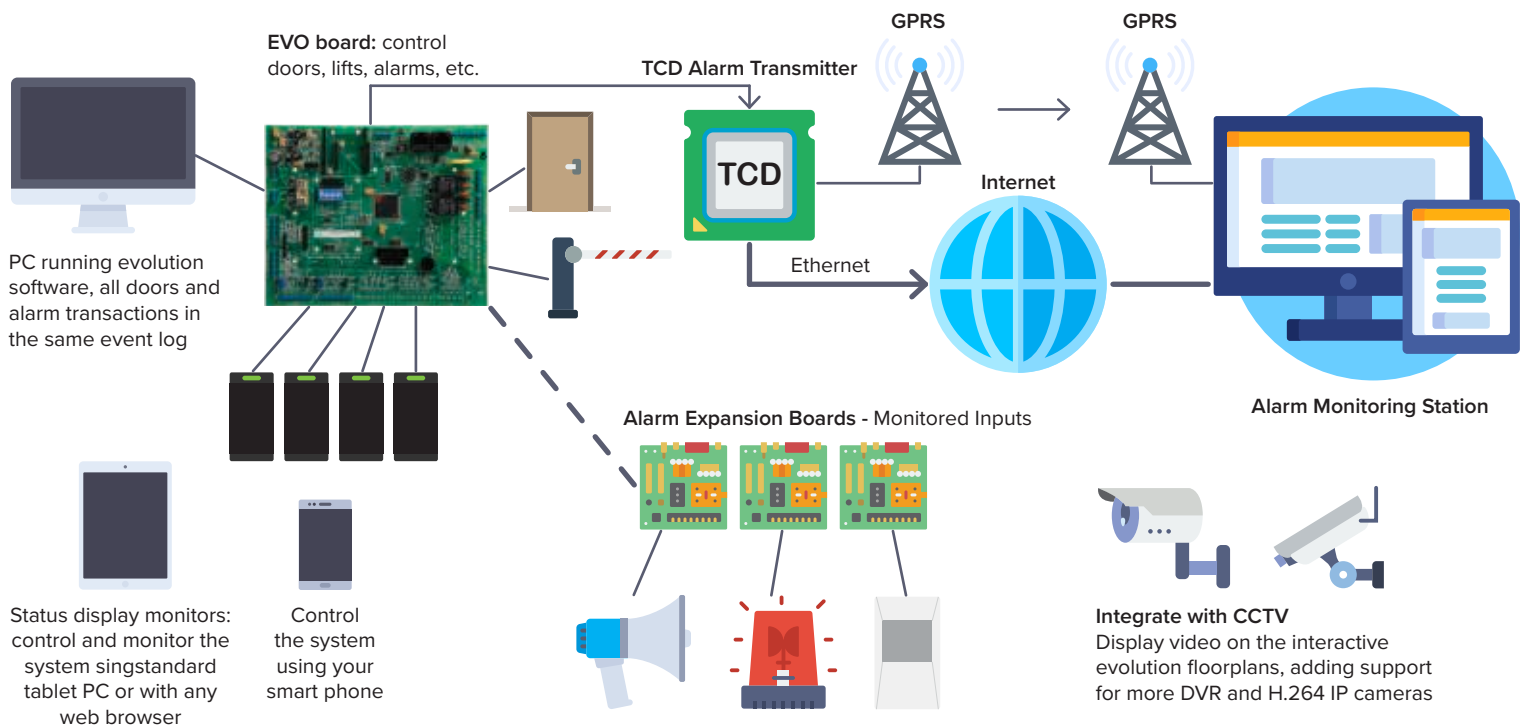 EVO board: control
doors, lifts, alarms, etc.
TCD Alarm Transmitter
GPRS
GPRS
TCD
Internet
Ethernet
PC running evolution
software, all doors and
alarm transactions in
the same event log
Alarm Monitoring Station
Alarm Expansion Boards - Monitored Inputs
Status display monitors:
control and monitor the
system singstandard
tablet PC or with any
web browser
Control
the system
using your
smart phone
Integrate with CCTV
Display video on the interactive
evolution floorplans, adding support
for more DVR and H.264 IP cameras